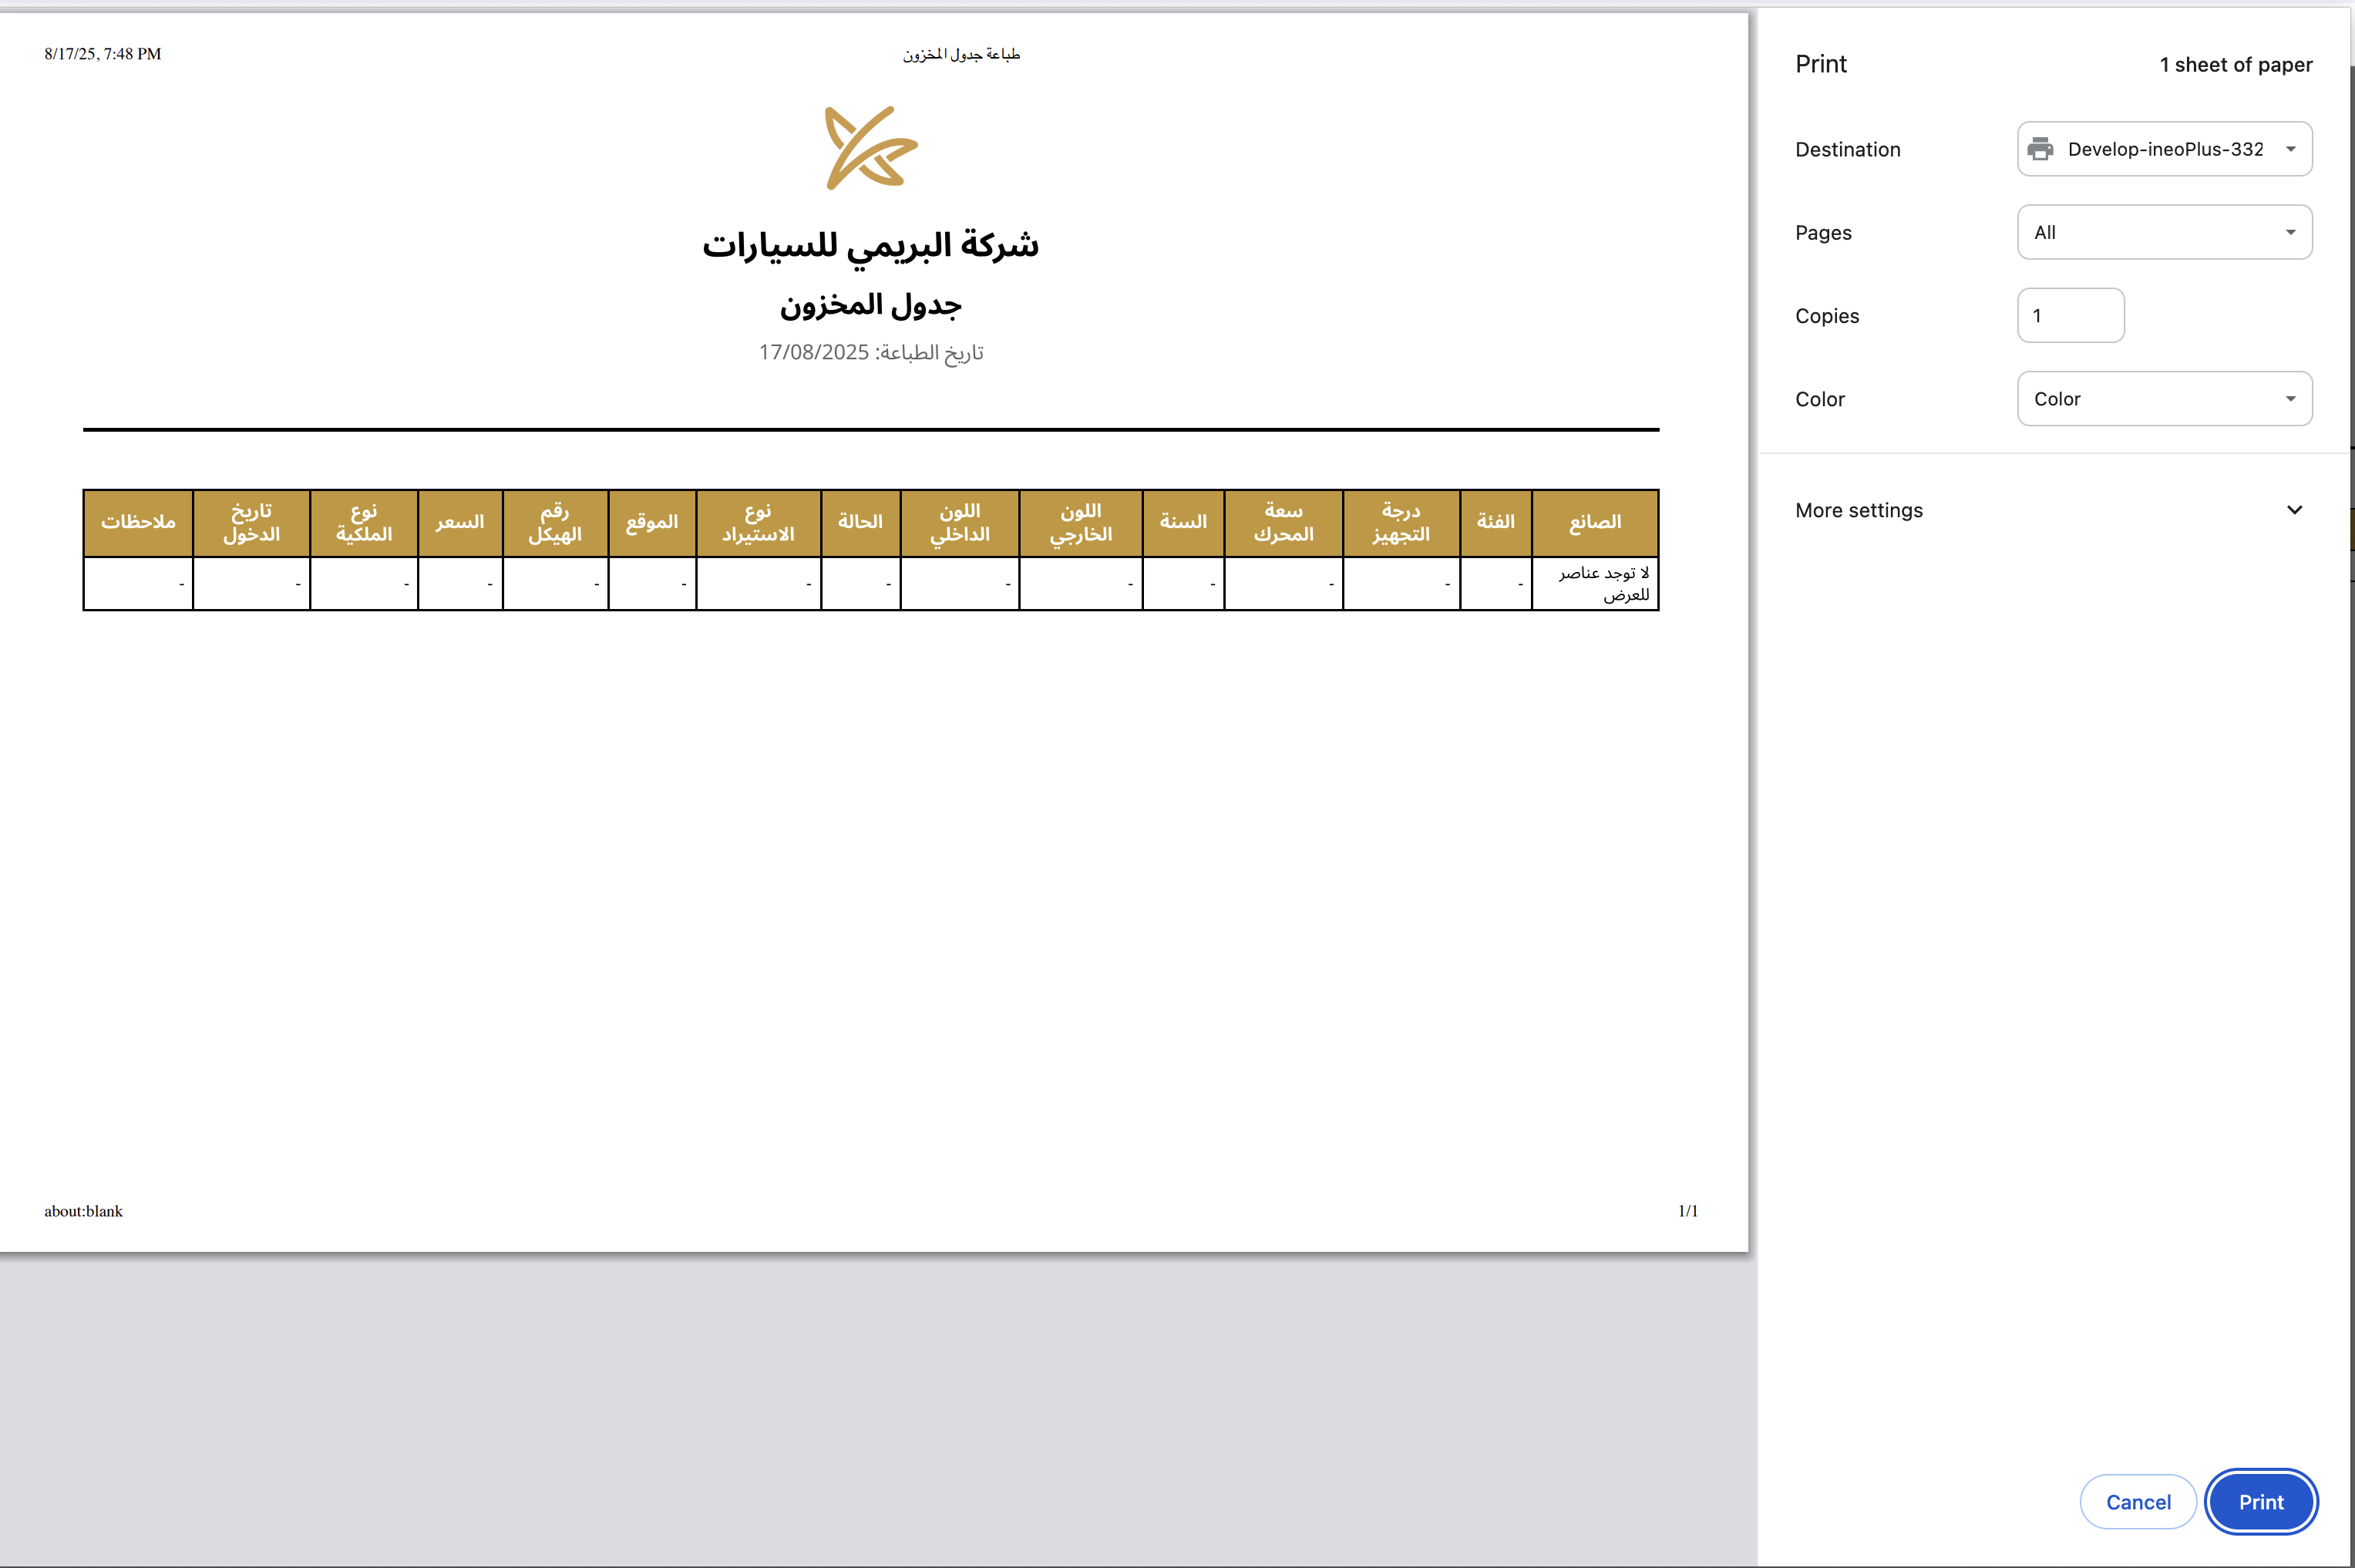 8/17/25, 7:48 PM
طباعة جدول المخزون
شركة البريمي للسيارات
جدول المخزون
تاريخ الطباعة: 17/08/2025
الصانع
الفئة
درجة
التجهيز
سعة
المحرك
السنة
اللون
الخارجي
اللون
الداخلي
الحالة
نوع
الاستيراد
الموقع
رقم
الهيكل
السعر
نوع
الملكية
تاريخ
الدخول
ملاحظات
لا توجد عناصر
للعرض
-
-
-
-
-
-
-
-
-
-
-
-
-
-
about:blank
1/1
Print
1 sheet of paper
Destination
Develop-ineoPlus-332
Pages
All
Copies
1
Color
Color
More settings
Cancel
Print